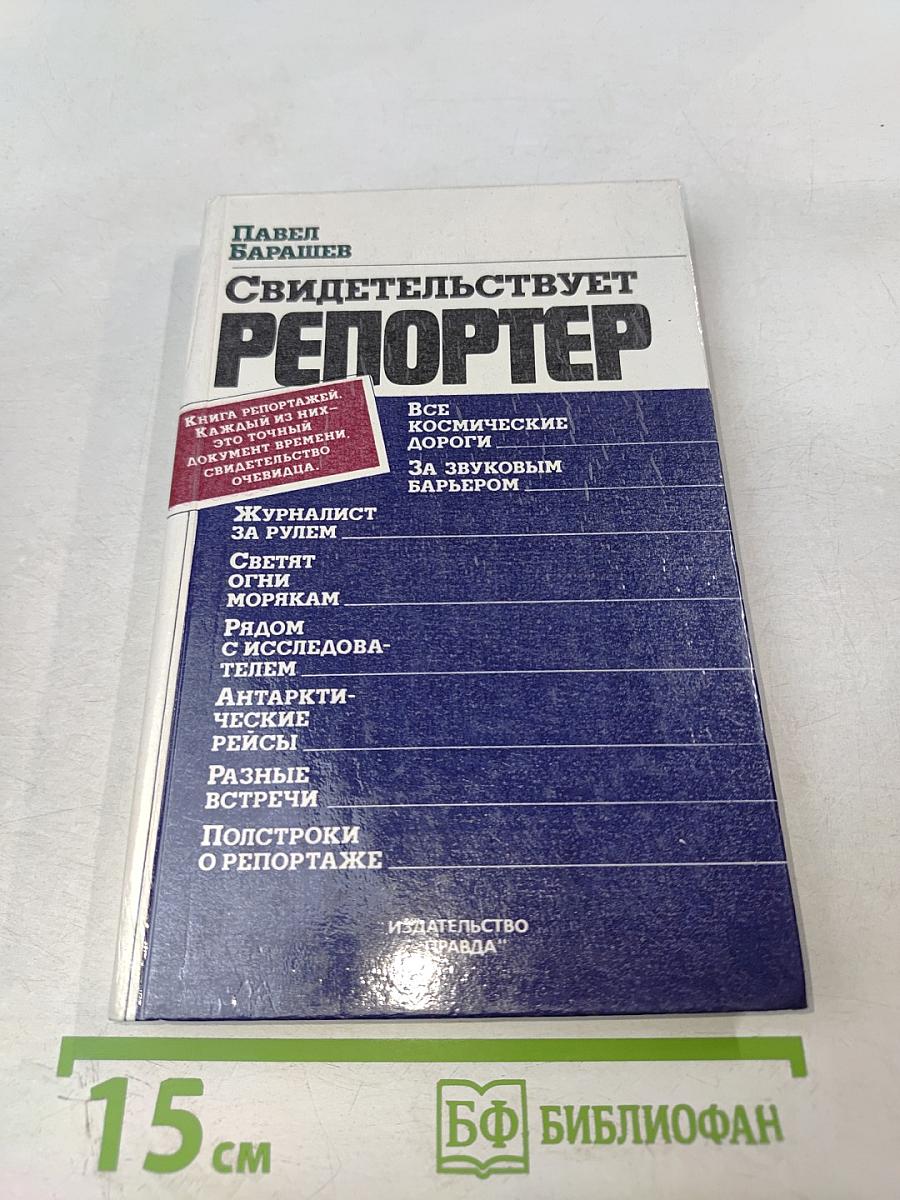 Павел
Барашев
Свидетельствует
РЕПОРТЕР
Книга репортажей.
Каждый из них—
это точный
документ времени,
свидетельство
очевидца.
Все
космические
дороги
За звуковым
барьером
Журналист
за рулем
Светят
огни
морякам
Рядом
с исследова-
телем
Антаркти-
ческие
рейсы
Разные
встречи
Полстроки
о репортаже
ИЗДАТЕЛЬСТВО
„ПРАВДА"
15 см
БФ БИБЛИОФАН